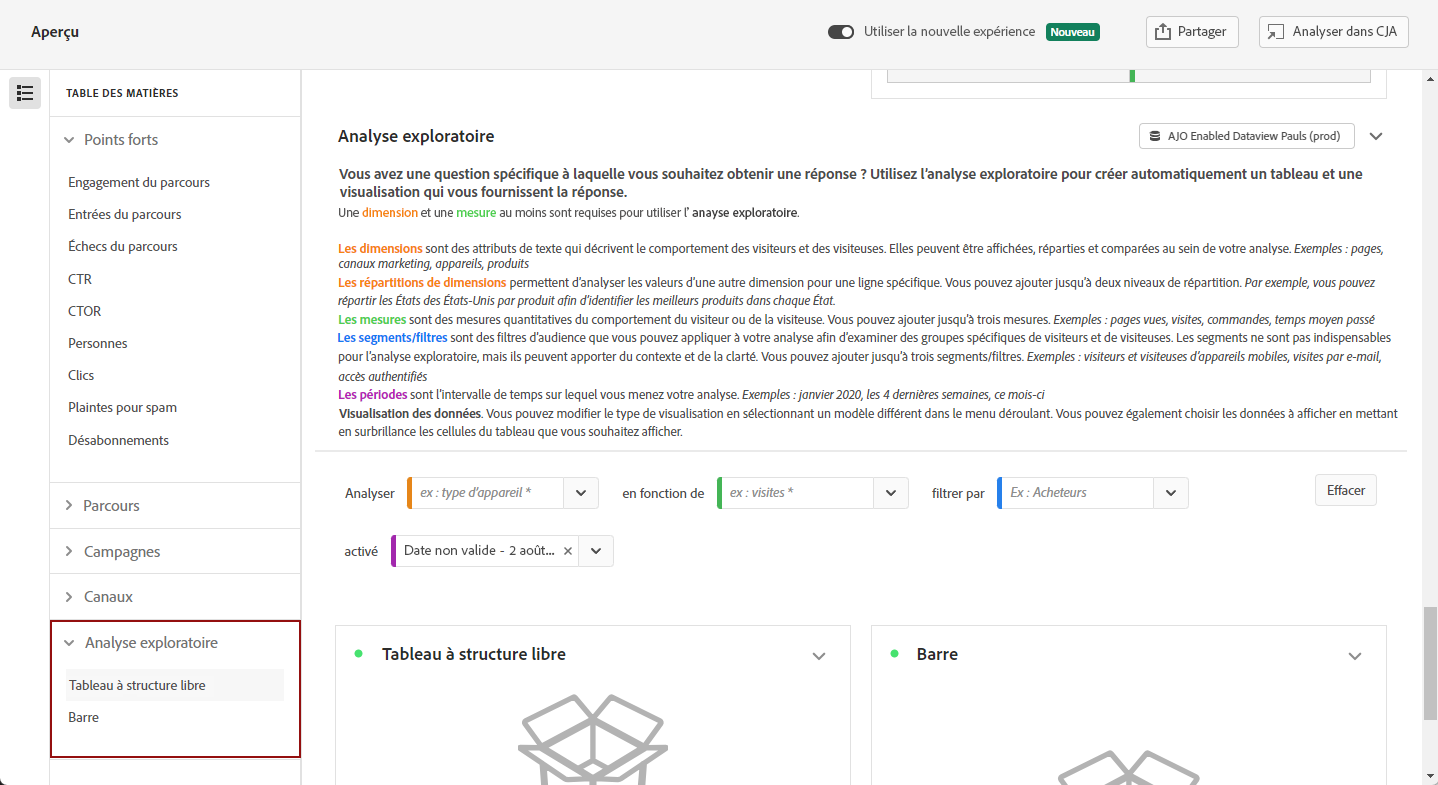 Aperçu
Utiliser la nouvelle expérience
Nouveau
Partager
Analyser dans CJA
TABLE DES MATIÈRES
Points forts
Engagement du parcours
Entrées du parcours
Échecs du parcours
CTR
CTOR
Personnes
Clics
Plaintes pour spam
Désabonnements
Parcours
Campagnes
Canaux
Analyse exploratoire
Tableau à structure libre
Barre
Analyse exploratoire
AJO Enabled Dataview Pauls (prod)
Vous avez une question spécifique à laquelle vous souhaitez obtenir une réponse ? Utilisez l'analyse exploratoire pour créer automatiquement un tableau et une
visualisation qui vous fournissent la réponse.
Une dimension et une mesure au moins sont requises pour utiliser l' anayse exploratoire.
Les dimensions sont des attributs de texte qui décrivent le comportement des visiteurs et des visiteuses. Elles peuvent être affichées, réparties et comparées au sein de votre analyse. Exemples : pages,
canaux marketing, appareils, produits
Les répartitions de dimensions permettent d'analyser les valeurs d'une autre dimension pour une ligne spécifique. Vous pouvez ajouter jusqu'à deux niveaux de répartition. Par exemple, vous pouvez
répartir les États des États-Unis par produit afin d'identifier les meilleurs produits dans chaque État.
Les mesures sont des mesures quantitatives du comportement du visiteur ou de la visiteuse. Vous pouvez ajouter jusqu'à trois mesures. Exemples : pages vues, visites, commandes, temps moyen passé
Les segments/filtres sont des filtres d'audience que vous pouvez appliquer à votre analyse afin d'examiner des groupes spécifiques de visiteurs et de visiteuses. Les segments ne sont pas indispensables
pour l'analyse exploratoire, mais ils peuvent apporter du contexte et de la clarté. Vous pouvez ajouter jusqu'à trois segments/filtres. Exemples : visiteurs et visiteuses d'appareils mobiles, visites par e-mail,
accès authentifiés
Les périodes sont l'intervalle de temps sur lequel vous menez votre analyse. Exemples : janvier 2020, les 4 dernières semaines, ce mois-ci
Visualisation des données. Vous pouvez modifier le type de visualisation en sélectionnant un modèle différent dans le menu déroulant. Vous pouvez également choisir les données à afficher en mettant
en surbrillance les cellules du tableau que vous souhaitez afficher.
Analyser
ex : type d'appareil *
en fonction de
ex : visites *
filtrer par
Ex : Acheteurs
Effacer
activé
Date non valide - 2 août...
Tableau à structure libre
Barre